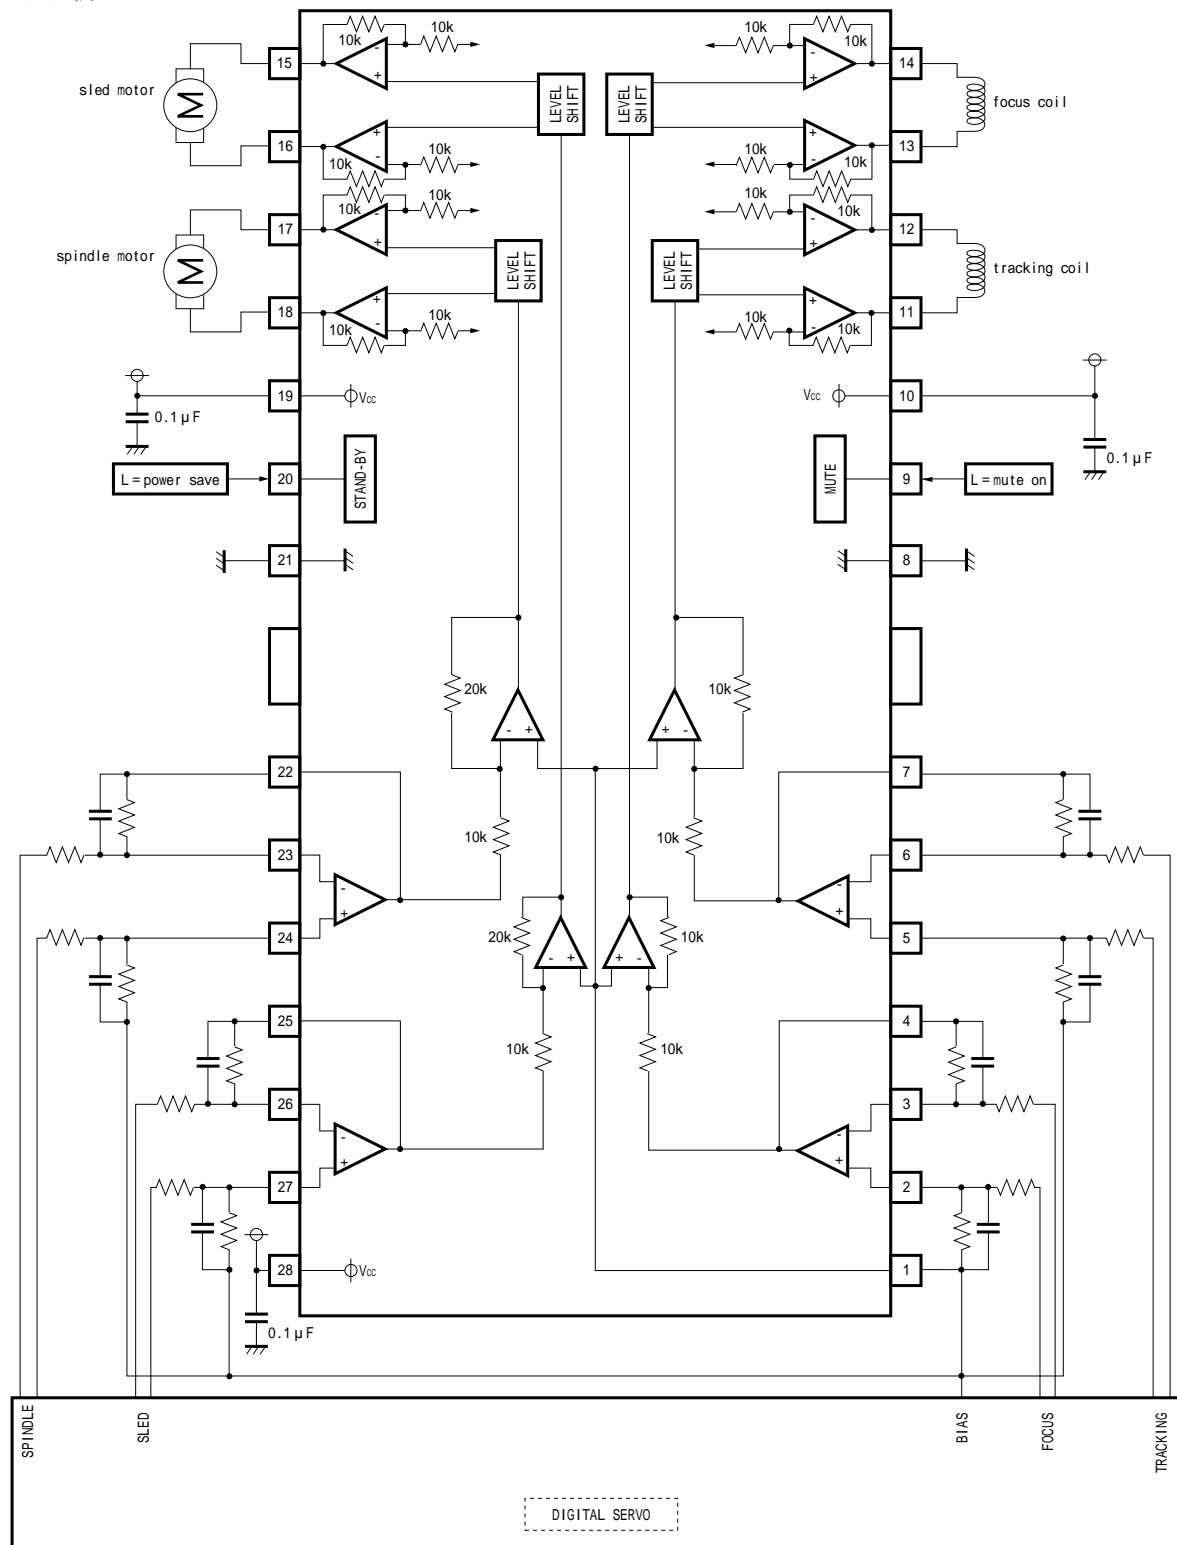 10k
10k
10k
10k
15
14
sled motor
M
LEVEL SHIFT
LEVEL SHIFT
focus coil
16
13
10k
10k
10k
10k
10k
10k
10k
10k
17
12
spindle motor
M
LEVEL SHIFT
LEVEL SHIFT
tracking coil
18
11
10k
10k
10k
10k
19
Vcc
Vcc
10
0.1µF
0.1µF
L=power save
20
STAND-BY
MUTE
9
L=mute on
21
8
20k
10k
22
7
10k
10k
23
6
24
20k
10k
5
25
10k
10k
4
26
3
27
2
28
Vcc
1
0.1µF
SPINDLE
SLED
BIAS
FOCUS
TRACKING
DIGITAL SERVO